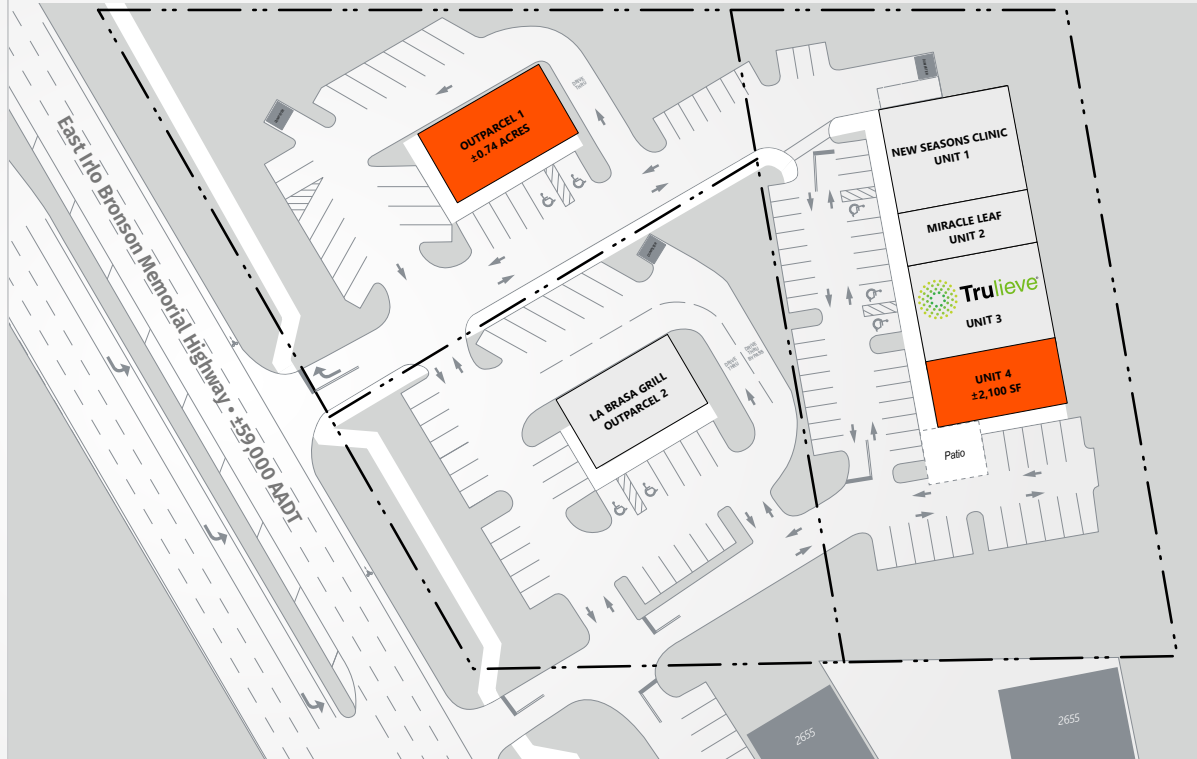 East Irlo Bronson Memorial Highway • ±59,000 AADT
OUTPARCEL 1
±0.74 ACRES
LA BRASA GRILL
OUTPARCEL 2
NEW SEASONS CLINIC
UNIT 1
MIRACLE LEAF
UNIT 2
Trulieve
UNIT 3
UNIT 4
±2,100 SF
Patio
2655
2655